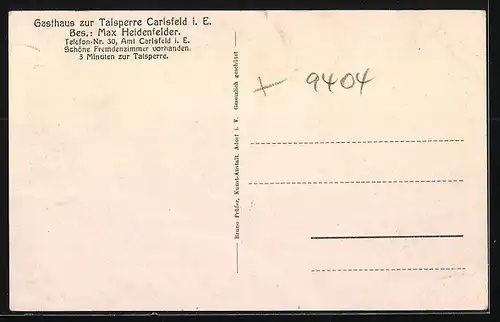 Gasthaus zur Talsperre Carlsfeld i. E.
Bes.: Max Heidenfelder.
Telefon-Nr. 30, Amt Carlsfeld i. E.
Schöne Fremdenzimmer vorhanden.
5 Minuten zur Talsperre.
Bruno Prüfer, Kunst-Anstalt, Adorf i. V. Gesetzlich geschützt
+ 9404